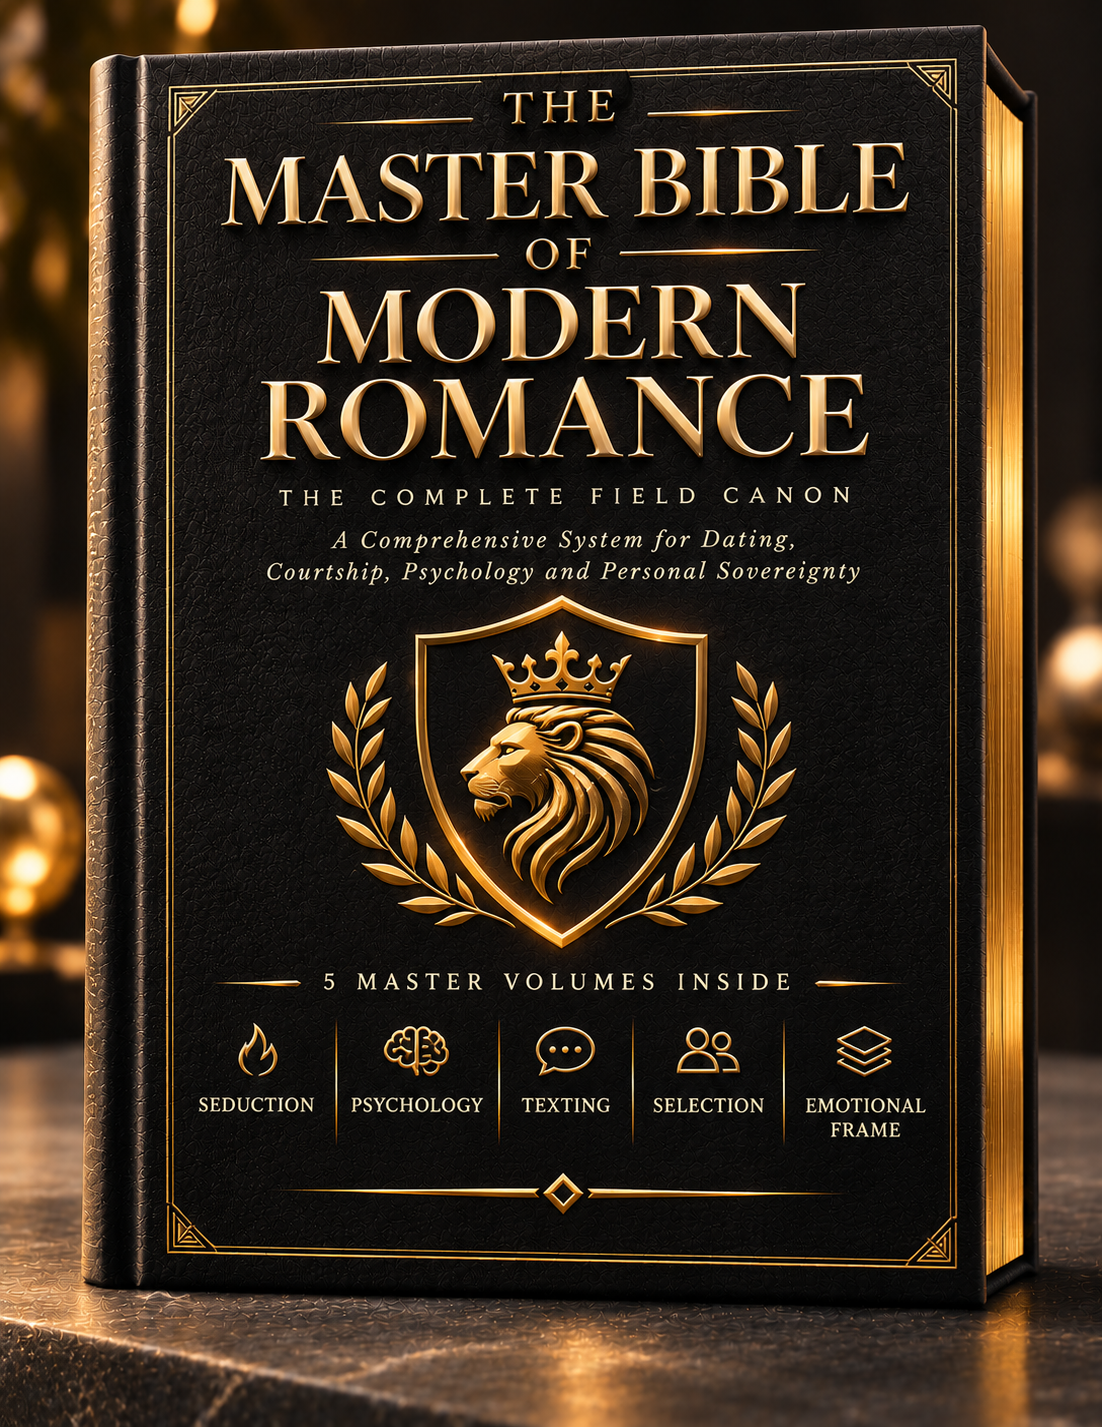 THE
MASTER BIBLE
OF
MODERN
ROMANCE
THE COMPLETE FIELD CANON
A Comprehensive System for Dating,
Courtship, Psychology and Personal Sovereignty
5 MASTER VOLUMES INSIDE
SEDUCTION
PSYCHOLOGY
TEXTING
SELECTION
EMOTIONAL
FRAME